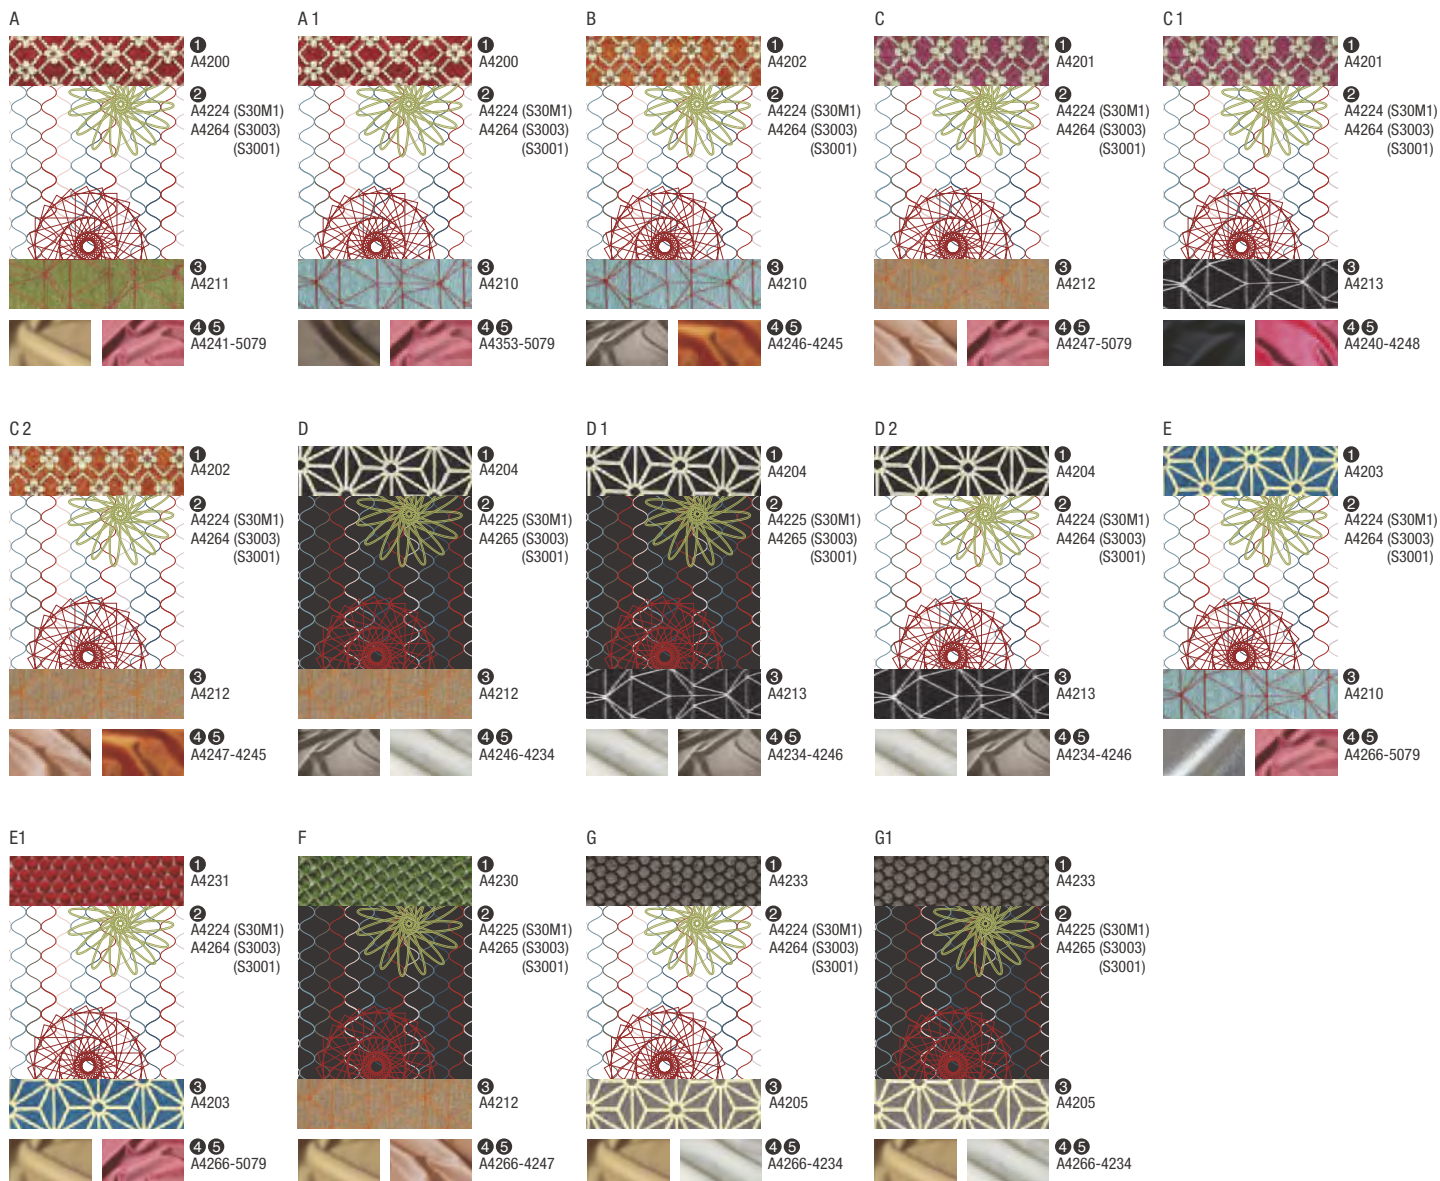 A
❶
A4200
❷
A4224 (S30M1)
A4264 (S3003)
(S3001)
❸
A4211
❹❺
A4241-5079
A 1
❶
A4200
❷
A4224 (S30M1)
A4264 (S3003)
(S3001)
❸
A4210
❹❺
A4353-5079
B
❶
A4202
❷
A4224 (S30M1)
A4264 (S3003)
(S3001)
❸
A4210
❹❺
A4246-4245
C
❶
A4201
❷
A4224 (S30M1)
A4264 (S3003)
(S3001)
❸
A4212
❹❺
A4247-5079
C 1
❶
A4201
❷
A4224 (S30M1)
A4264 (S3003)
(S3001)
❸
A4213
❹❺
A4240-4248
C 2
❶
A4202
❷
A4224 (S30M1)
A4264 (S3003)
(S3001)
❸
A4212
❹❺
A4247-4245
D
❶
A4204
❷
A4225 (S30M1)
A4265 (S3003)
(S3001)
❸
A4212
❹❺
A4246-4234
D 1
❶
A4204
❷
A4225 (S30M1)
A4265 (S3003)
(S3001)
❸
A4213
❹❺
A4234-4246
D 2
❶
A4204
❷
A4224 (S30M1)
A4264 (S3003)
(S3001)
❸
A4213
❹❺
A4234-4246
E
❶
A4203
❷
A4224 (S30M1)
A4264 (S3003)
(S3001)
❸
A4210
❹❺
A4266-5079
E1
❶
A4231
❷
A4224 (S30M1)
A4264 (S3003)
(S3001)
❸
A4203
❹❺
A4266-5079
F
❶
A4230
❷
A4225 (S30M1)
A4265 (S3003)
(S3001)
❸
A4212
❹❺
A4266-4247
G
❶
A4233
❷
A4224 (S30M1)
A4264 (S3003)
(S3001)
❸
A4205
❹❺
A4266-4234
G1
❶
A4233
❷
A4225 (S30M1)
A4265 (S3003)
(S3001)
❸
A4205
❹❺
A4266-4234